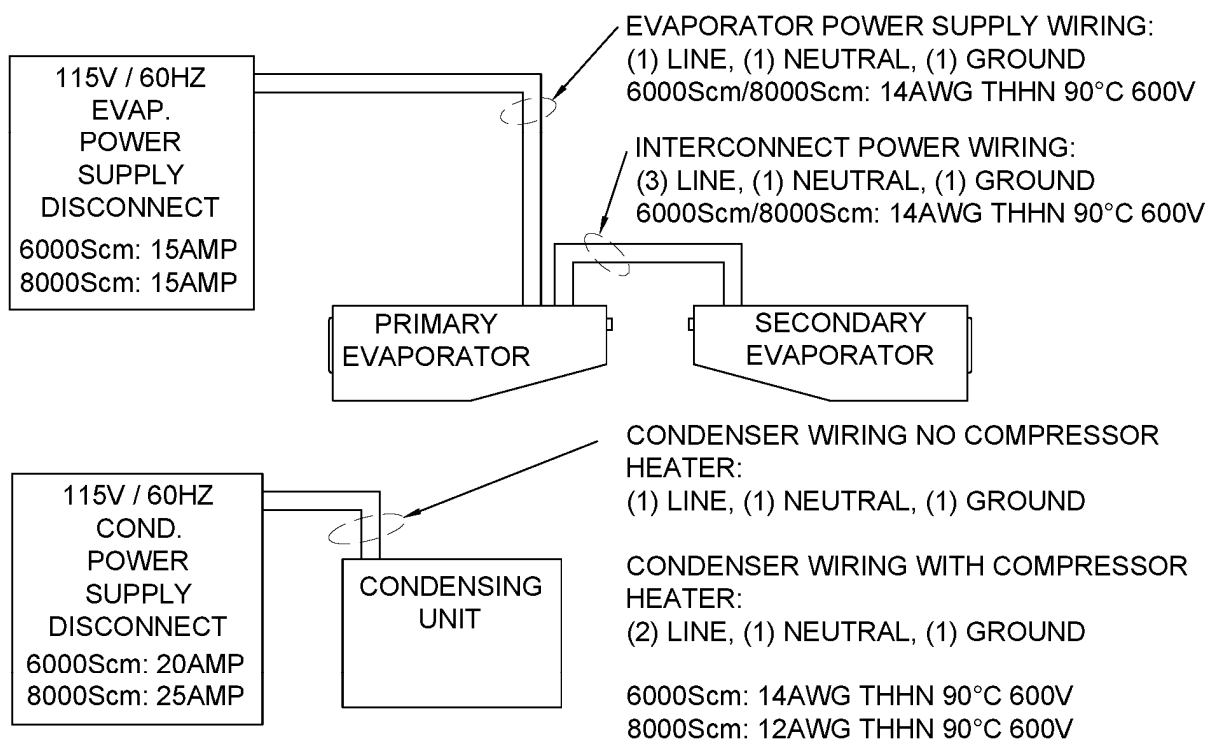 EVAPORATOR POWER SUPPLY WIRING:
(1) LINE, (1) NEUTRAL, (1) GROUND
6000Scm/8000Scm: 14AWG THHN 90°C 600V
115V / 60HZ
EVAP.
POWER
SUPPLY
DISCONNECT
6000Scm: 15AMP
8000Scm: 15AMP
INTERCONNECT POWER WIRING:
(3) LINE, (1) NEUTRAL, (1) GROUND
6000Scm/8000Scm: 14AWG THHN 90°C 600V
PRIMARY
EVAPORATOR
SECONDARY
EVAPORATOR
CONDENSER WIRING NO COMPRESSOR
HEATER:
(1) LINE, (1) NEUTRAL, (1) GROUND
115V / 60HZ
COND.
POWER
SUPPLY
DISCONNECT
6000Scm: 20AMP
8000Scm: 25AMP
CONDENSING
UNIT
CONDENSER WIRING WITH COMPRESSOR
HEATER:
(2) LINE, (1) NEUTRAL, (1) GROUND
6000Scm: 14AWG THHN 90°C 600V
8000Scm: 12AWG THHN 90°C 600V